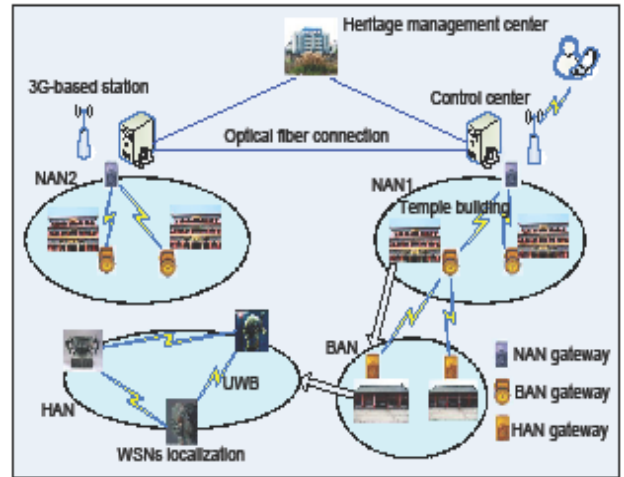 Heritage management center
3G-based station
Control center
Optical fiber connection
NAN2
NAN1
Temple building
BAN
UWB
HAN
WSNs localization
NAN gateway
BAN gateway
HAN gateway